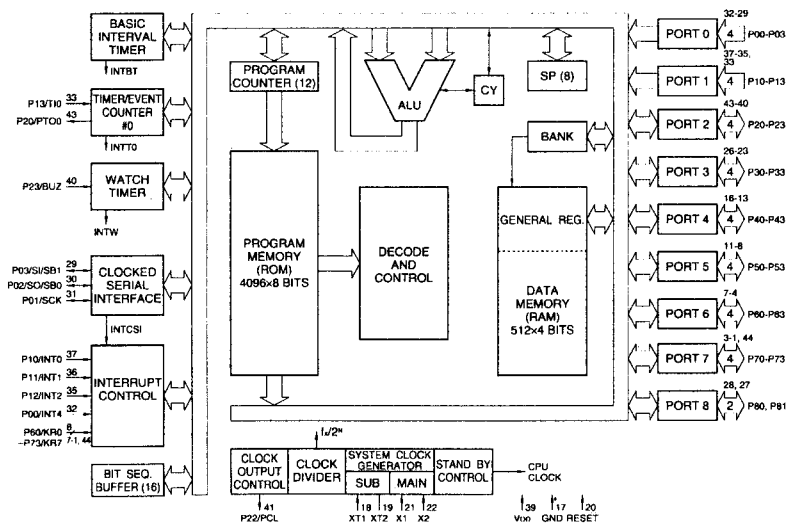 BASIC
INTERVAL
TIMER
INTBT
33
P13/TI0
43
P20/PTO0
TIMER/EVENT
COUNTER
#0
INTT0
40
P23/BUZ
WATCH
TIMER
INTW
29
P03/SI/SB1
30
P02/SO/SB0
31
P01/SCK
CLOCKED
SERIAL
INTERFACE
INTCSI
37
P10/INT0
36
P11/INT1
35
P12/INT2
32
P00/INT4
P60/KR0
7-1, 44
–P73/KR7
INTERRUPT
CONTROL
BIT SEQ.
BUFFER (16)
PROGRAM
COUNTER (12)
ALU
CY
SP (8)
BANK
PROGRAM
MEMORY
(ROM)
4096×8 BITS
DECODE
AND
CONTROL
GENERAL REG.
DATA
MEMORY
(RAM)
512×4 BITS
fx/2ᴺ
CLOCK
OUTPUT
CONTROL
CLOCK
DIVIDER
SYSTEM CLOCK
GENERATOR
SUB
MAIN
STAND BY
CONTROL
CPU
CLOCK
41
P22/PCL
18 19 21 22
XT1 XT2 X1 X2
39 17 20
VDD GND RESET
PORT 0
32-29
4
P00-P03
PORT 1
37-35,
33
4
P10-P13
PORT 2
43-40
4
P20-P23
PORT 3
26-23
4
P30-P33
PORT 4
16-13
4
P40-P43
PORT 5
11-8
4
P50-P53
PORT 6
7-4
4
P60-P63
PORT 7
3-1, 44
4
P70-P73
PORT 8
28, 27
2
P80, P81